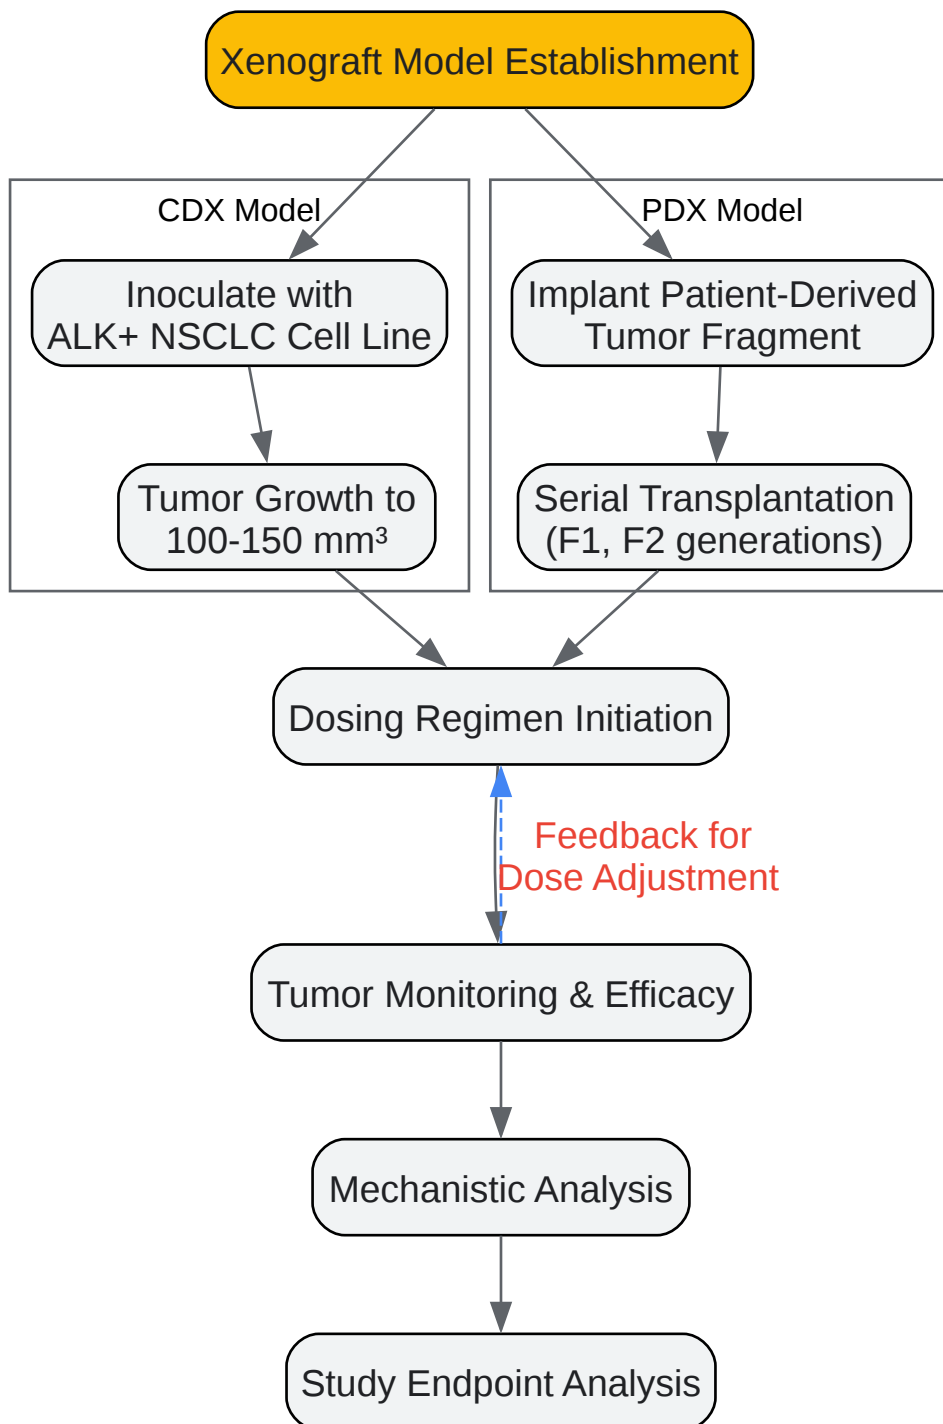 Xenograft Model Establishment
CDX Model
Inoculate with
ALK+ NSCLC Cell Line
Tumor Growth to
100-150 mm³
PDX Model
Implant Patient-Derived
Tumor Fragment
Serial Transplantation
(F1, F2 generations)
Dosing Regimen Initiation
Feedback for
Dose Adjustment
Tumor Monitoring & Efficacy
Mechanistic Analysis
Study Endpoint Analysis